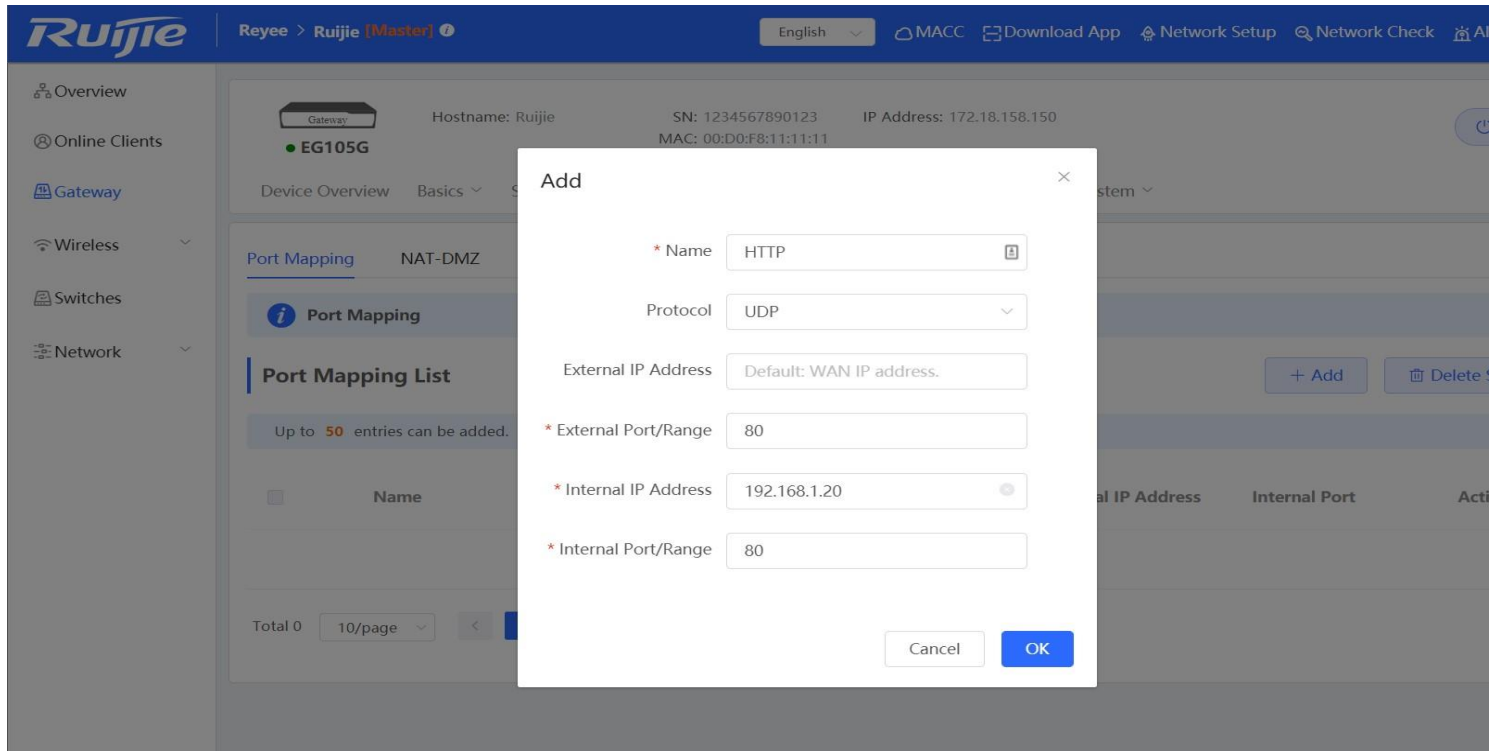 Ruijie
Reyee > Ruijie [Master]
English
MACC
Download App
Network Setup
Network Check
Overview
Online Clients
Gateway
Wireless
Switches
Network
Gateway
EG105G
Hostname: Ruijie
SN: 1234567890123
IP Address: 172.18.158.150
MAC: 00:D0:F8:11:11:11
Device Overview
Basics
Port Mapping
NAT-DMZ
Port Mapping
Port Mapping List
+ Add
Delete
Up to 50 entries can be added.
Name
IP Address
Internal Port
Total 0
10/page
Add
* Name
HTTP
Protocol
UDP
External IP Address
Default: WAN IP address.
* External Port/Range
80
* Internal IP Address
192.168.1.20
* Internal Port/Range
80
Cancel
OK